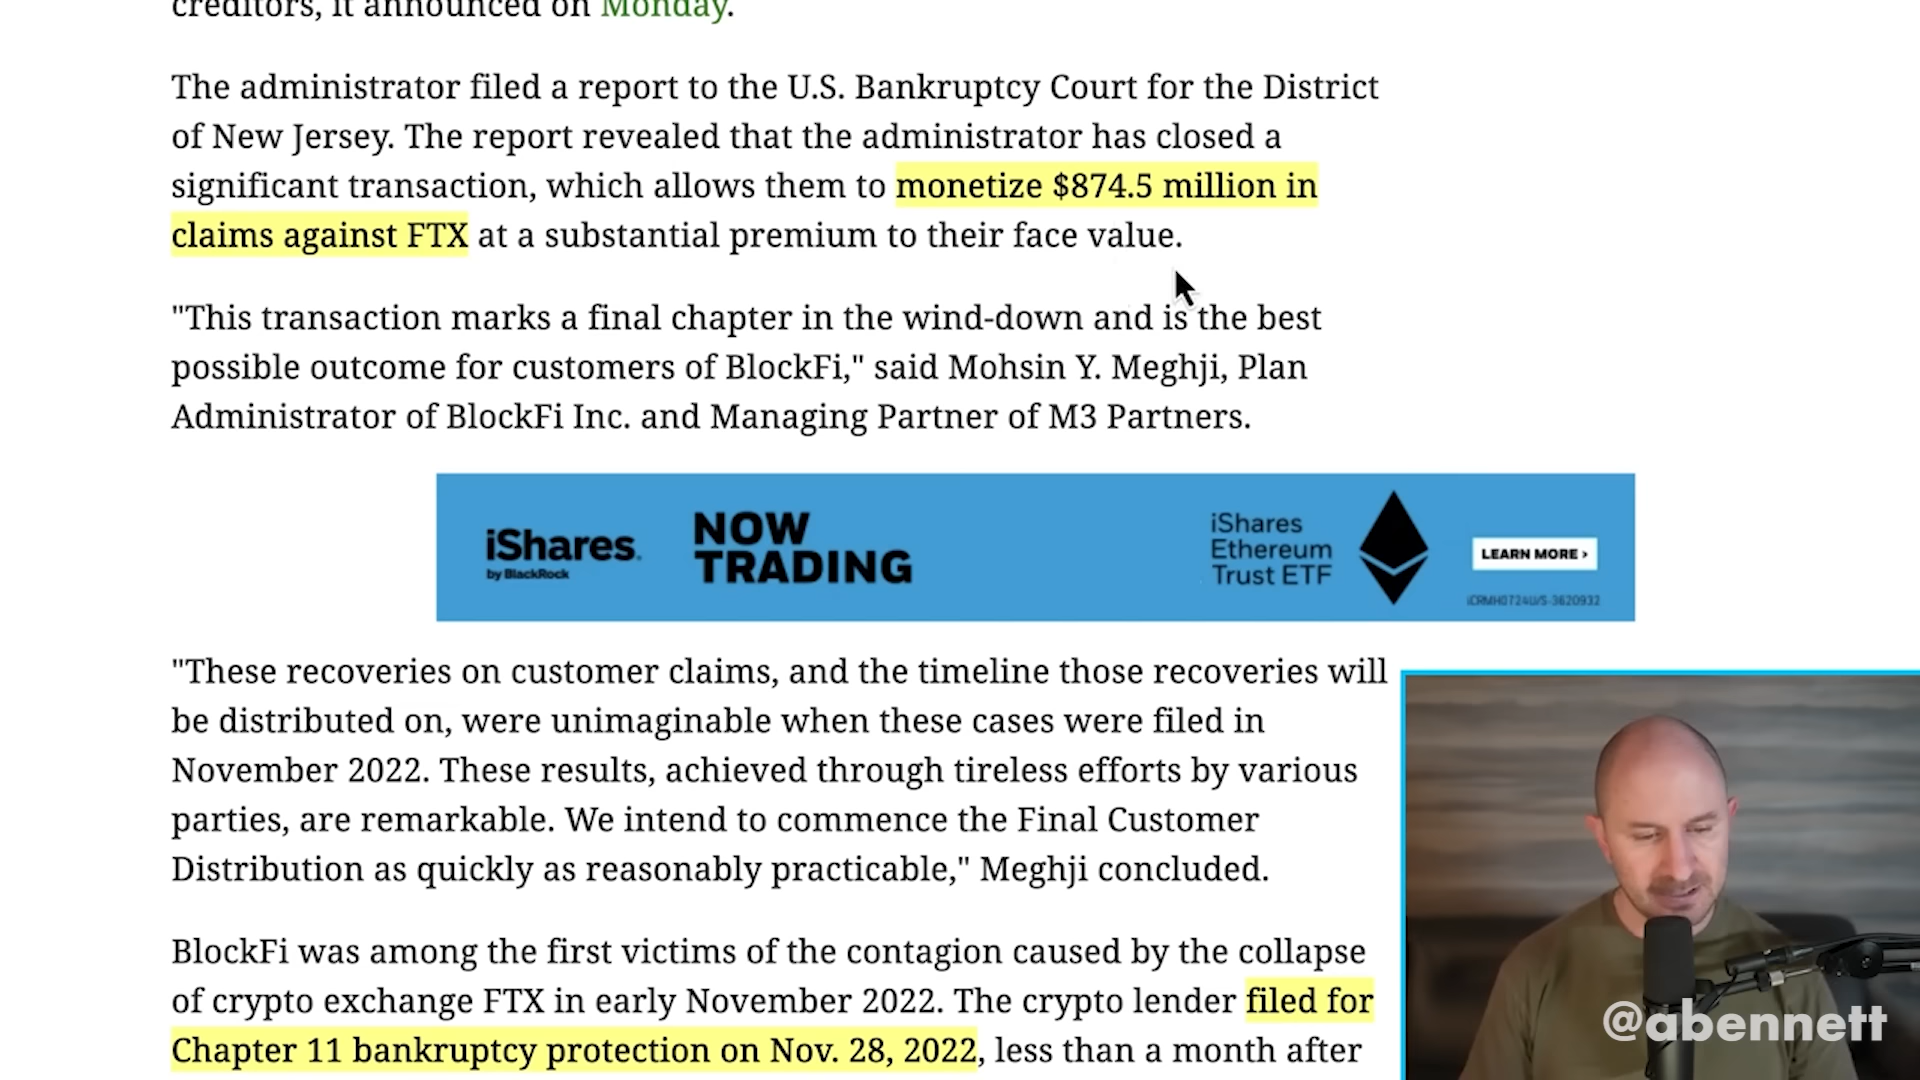 creditors, it announced on Monday.
The administrator filed a report to the U.S. Bankruptcy Court for the District
of New Jersey. The report revealed that the administrator has closed a
significant transaction, which allows them to monetize $874.5 million in
claims against FTX at a substantial premium to their face value.
"This transaction marks a final chapter in the wind-down and is the best
possible outcome for customers of BlockFi," said Mohsin Y. Meghji, Plan
Administrator of BlockFi Inc. and Managing Partner of M3 Partners.
iShares.
by BlackRock
NOW
TRADING
iShares
Ethereum
Trust ETF
LEARN MORE ›
iCRMH0724U/S-3620932
"These recoveries on customer claims, and the timeline those recoveries will
be distributed on, were unimaginable when these cases were filed in
November 2022. These results, achieved through tireless efforts by various
parties, are remarkable. We intend to commence the Final Customer
Distribution as quickly as reasonably practicable," Meghji concluded.
BlockFi was among the first victims of the contagion caused by the collapse
of crypto exchange FTX in early November 2022. The crypto lender filed for
Chapter 11 bankruptcy protection on Nov. 28, 2022, less than a month after
@abennett